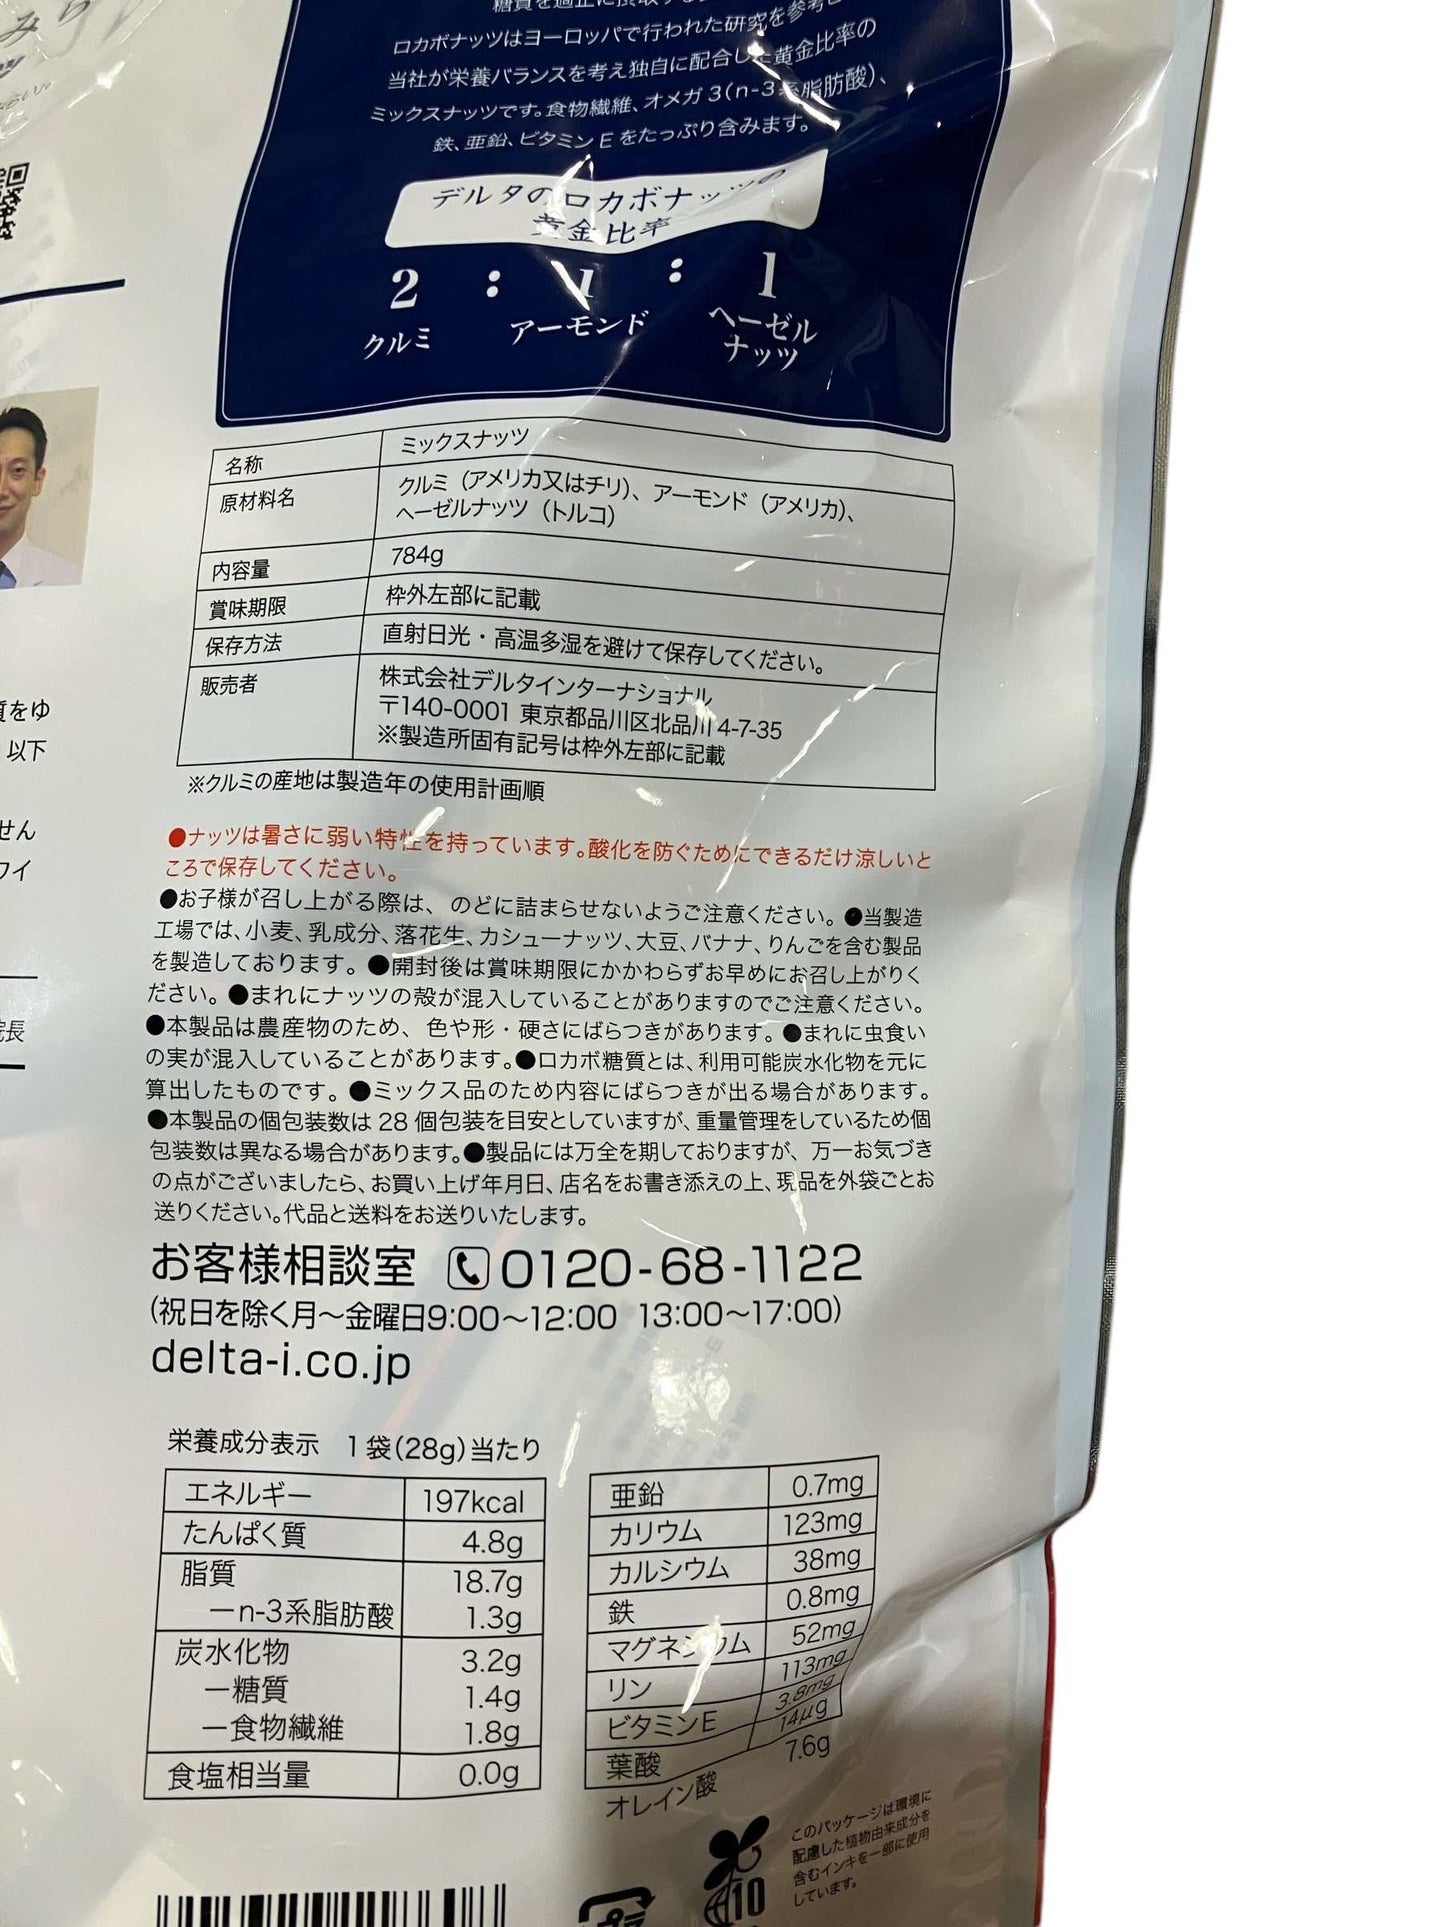 ロカボナッツはヨーロッパで行われた研究を参考
当社が栄養バランスを考え独自に配合した黄金比率の
ミックスナッツです。食物繊維、オメガ3(n-3系脂肪酸)、
鉄、亜鉛、ビタミンEをたっぷり含みます。
デルタのロカボナッツの
黄金比率
2 : 1 : 1
クルミ アーモンド ヘーゼル
ナッツ
名称 ミックスナッツ
原材料名 クルミ（アメリカ又はチリ）、アーモンド（アメリカ）、
ヘーゼルナッツ（トルコ）
内容量 784g
賞味期限 枠外左部に記載
保存方法 直射日光・高温多湿を避けて保存してください。
販売者 株式会社デルタインターナショナル
〒140-0001 東京都品川区北品川4-7-35
※製造所固有記号は枠外左部に記載
※クルミの産地は製造年の使用計画順
質をゆ
以下
せん
ワイ
院長
●ナッツは暑さに弱い特性を持っています。酸化を防ぐためにできるだけ涼しいと
ころで保存してください。
●お子様が召し上がる際は、のどに詰まらせないようご注意ください。●当製造
工場では、小麦、乳成分、落花生、カシューナッツ、大豆、バナナ、りんごを含む製品
を製造しております。●開封後は賞味期限にかかわらずお早めにお召し上がりく
ださい。●まれにナッツの殻が混入していることがありますのでご注意ください。
●本製品は農産物のため、色や形・硬さにばらつきがあります。●まれに虫食い
の実が混入していることがあります。●ロカボ糖質とは、利用可能炭水化物を元に
算出したものです。●ミックス品のため内容にばらつきが出る場合があります。
●本製品の個包装数は28個包装を目安としていますが、重量管理をしているため個
包装数は異なる場合があります。●製品には万全を期しておりますが、万一お気づき
の点がございましたら、お買い上げ年月日、店名をお書き添えの上、現品を外袋ごとお
送りください。代品と送料をお送りいたします。
お客様相談室 0120-68-1122
(祝日を除く月～金曜日9:00～12:00 13:00～17:00)
delta-i.co.jp
栄養成分表示 1袋(28g)当たり
エネルギー 197kcal
たんぱく質 4.8g
脂質 18.7g
－n-3系脂肪酸 1.3g
炭水化物 3.2g
－糖質 1.4g
－食物繊維 1.8g
食塩相当量 0.0g
亜鉛 0.7mg
カリウム 123mg
カルシウム 38mg
鉄 0.8mg
マグネシウム 52mg
リン 113mg
ビタミンE 3.8mg
葉酸 14μg
オレイン酸 7.6g
このパッケージは環境に
配慮した植物由来成分を
含むインキを一部に使用
しています。
10